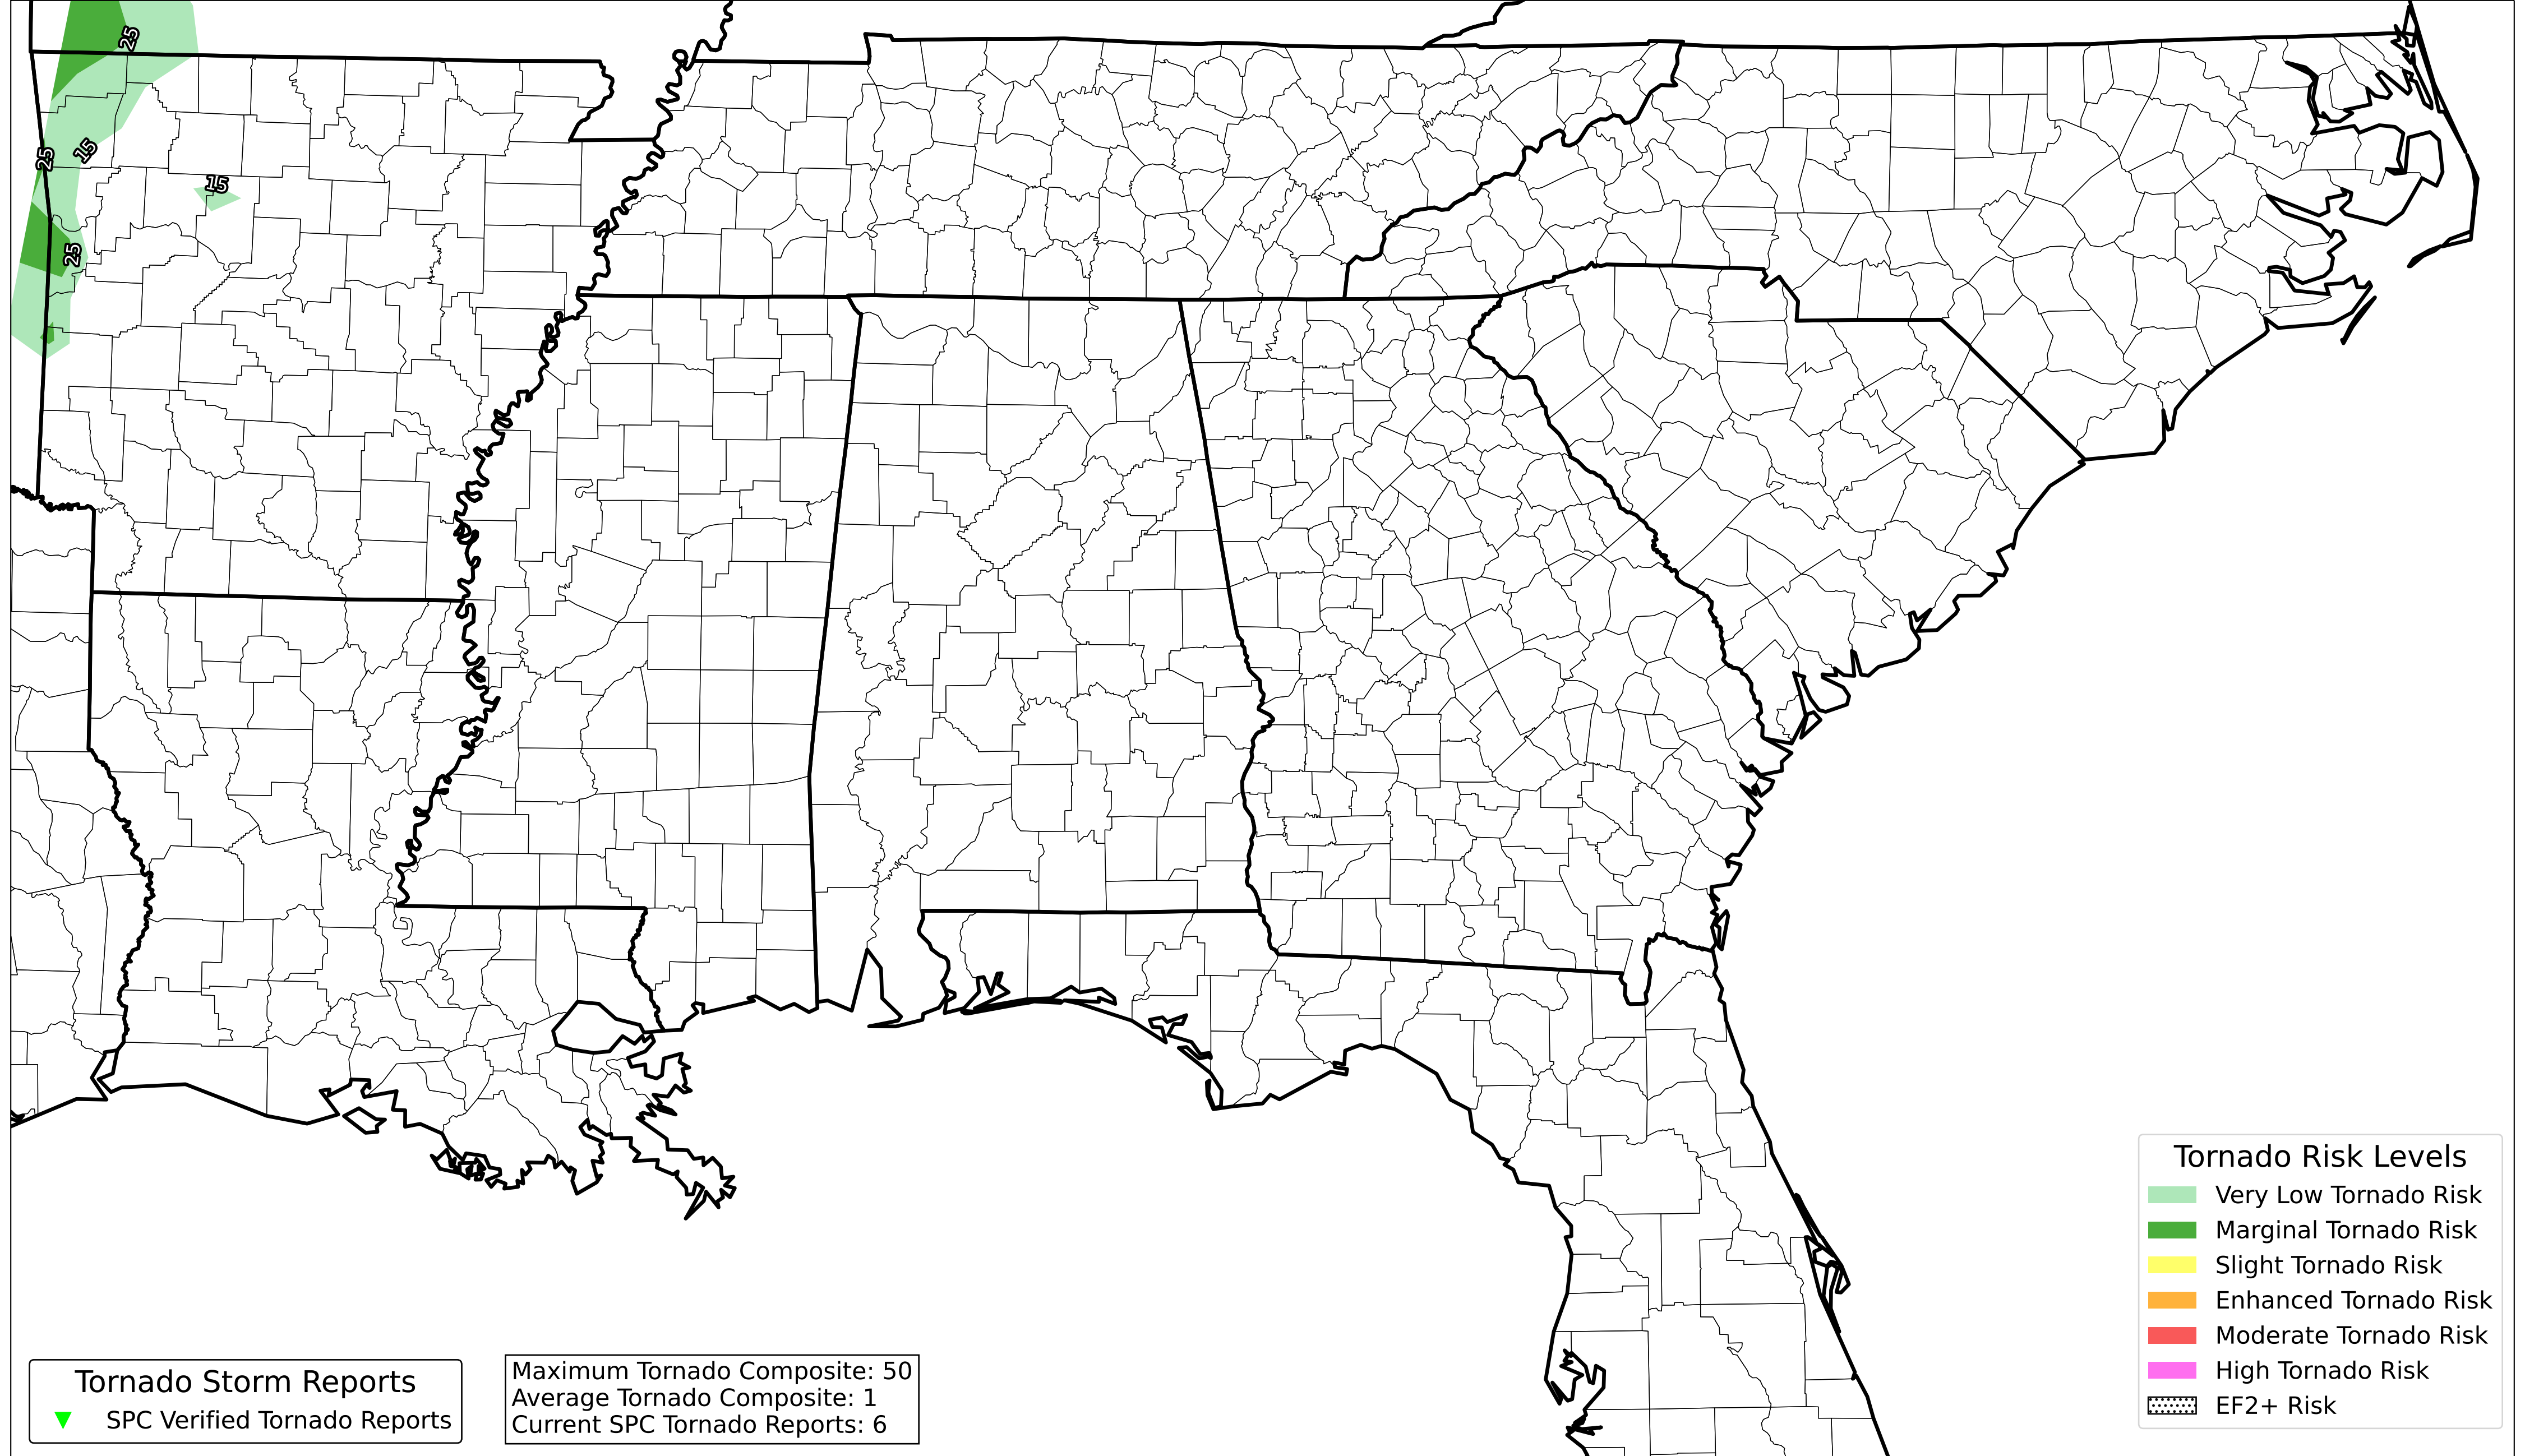 25
25
15
15
25
Tornado Risk Levels
Very Low Tornado Risk
Marginal Tornado Risk
Slight Tornado Risk
Enhanced Tornado Risk
Moderate Tornado Risk
High Tornado Risk
EF2+ Risk
Tornado Storm Reports
SPC Verified Tornado Reports
Maximum Tornado Composite: 50
Average Tornado Composite: 1
Current SPC Tornado Reports: 6